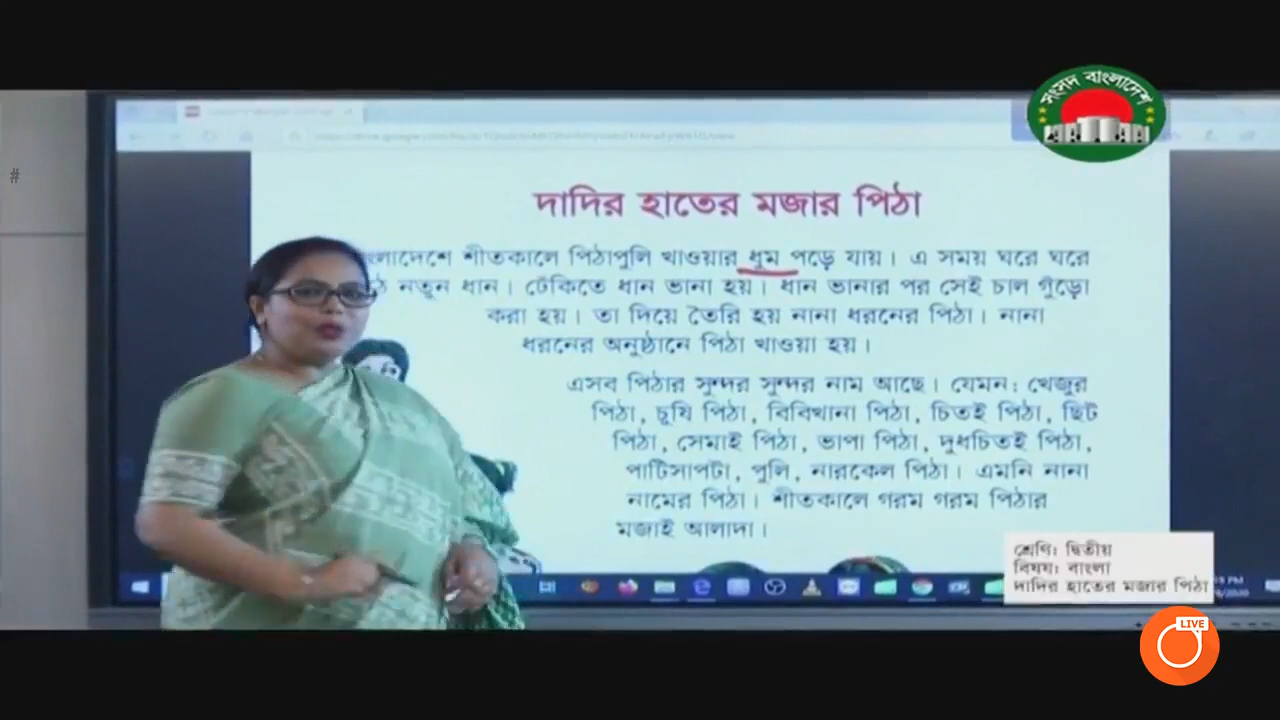 #
সংসদ বাংলাদেশ
দাদির হাতের মজার পিঠা
শীতকালে পিঠাপুলি খাওয়ার ধুম পড়ে যায়। এ সময় ঘরে ঘরে
নতুন ধান। ঢেঁকিতে ধান ভানা হয়। ধান ভানার পর সেই চাল গুঁড়ো
করা হয়। তা দিয়ে তৈরি হয় নানা ধরনের পিঠা। নানা
ধরনের অনুষ্ঠানে পিঠা খাওয়া হয়।
এসব পিঠার সুন্দর সুন্দর নাম আছে। যেমন: খেজুর
পিঠা, চুষি পিঠা, বিবিখানা পিঠা, চিতই পিঠা, ছিট
পিঠা, সেমাই পিঠা, ভাপা পিঠা, দুধচিতই পিঠা,
পাটিসাপটা, পুলি, নারকেল পিঠা। এমনি নানা
নামের পিঠা। শীতকালে গরম গরম পিঠার
মজাই আলাদা।
শ্রেণি: দ্বিতীয়
বিষয়: বাংলা
দাদির হাতের মজার পিঠা
LIVE